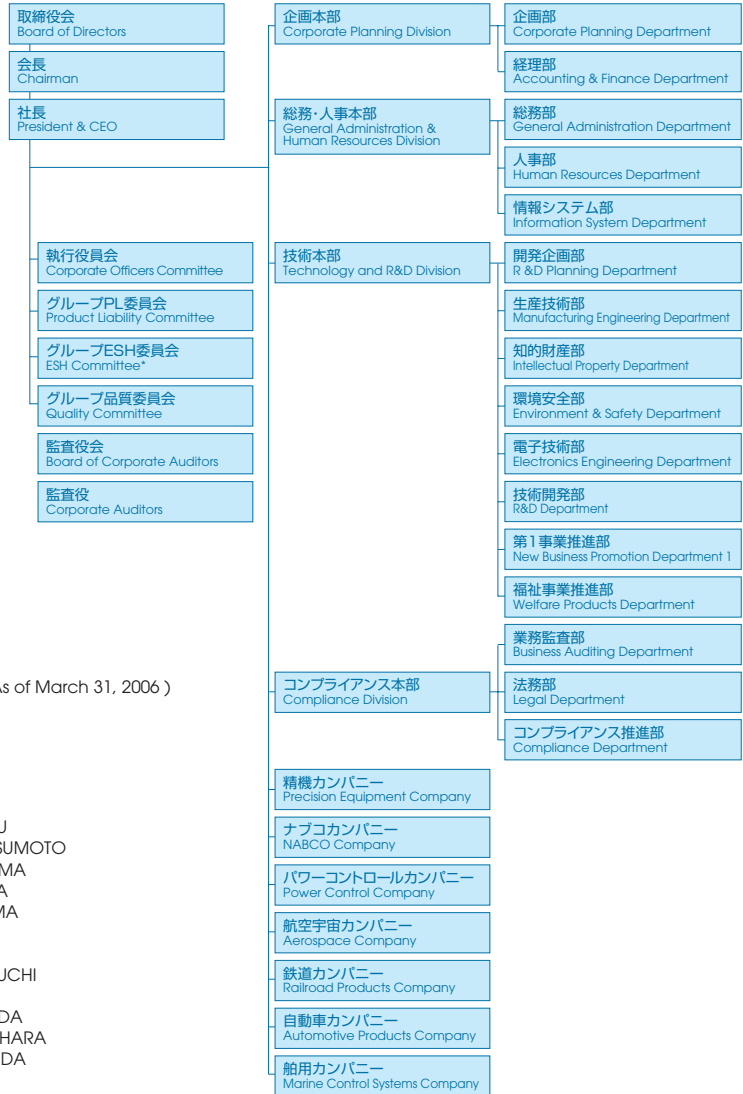 取締役会
Board of Directors
会長
Chairman
社長
President & CEO
執行役員会
Corporate Officers Committee
グループPL委員会
Product Liability Committee
グループESH委員会
ESH Committee*
グループ品質委員会
Quality Committee
監査役会
Board of Corporate Auditors
監査役
Corporate Auditors
企画本部
Corporate Planning Division
企画部
Corporate Planning Department
経理部
Accounting & Finance Department
総務・人事本部
General Administration &
Human Resources Division
総務部
General Administration Department
人事部
Human Resources Department
情報システム部
Information System Department
技術本部
Technology and R&D Division
開発企画部
R &D Planning Department
生産技術部
Manufacturing Engineering Department
知的財産部
Intellectual Property Department
環境安全部
Environment & Safety Department
電子技術部
Electronics Engineering Department
技術開発部
R&D Department
第1事業推進部
New Business Promotion Department 1
福祉事業推進部
Welfare Products Department
コンプライアンス本部
Compliance Division
業務監査部
Business Auditing Department
法務部
Legal Department
コンプライアンス推進部
Compliance Department
精機カンパニー
Precision Equipment Company
ナブコカンパニー
NABCO Company
パワーコントロールカンパニー
Power Control Company
航空宇宙カンパニー
Aerospace Company
鉄道カンパニー
Railroad Products Company
自動車カンパニー
Automotive Products Company
舶用カンパニー
Marine Control Systems Company
As of March 31, 2006 )
U
SUMOTO
MA
A
MA
UCHI
DA
HARA
DA